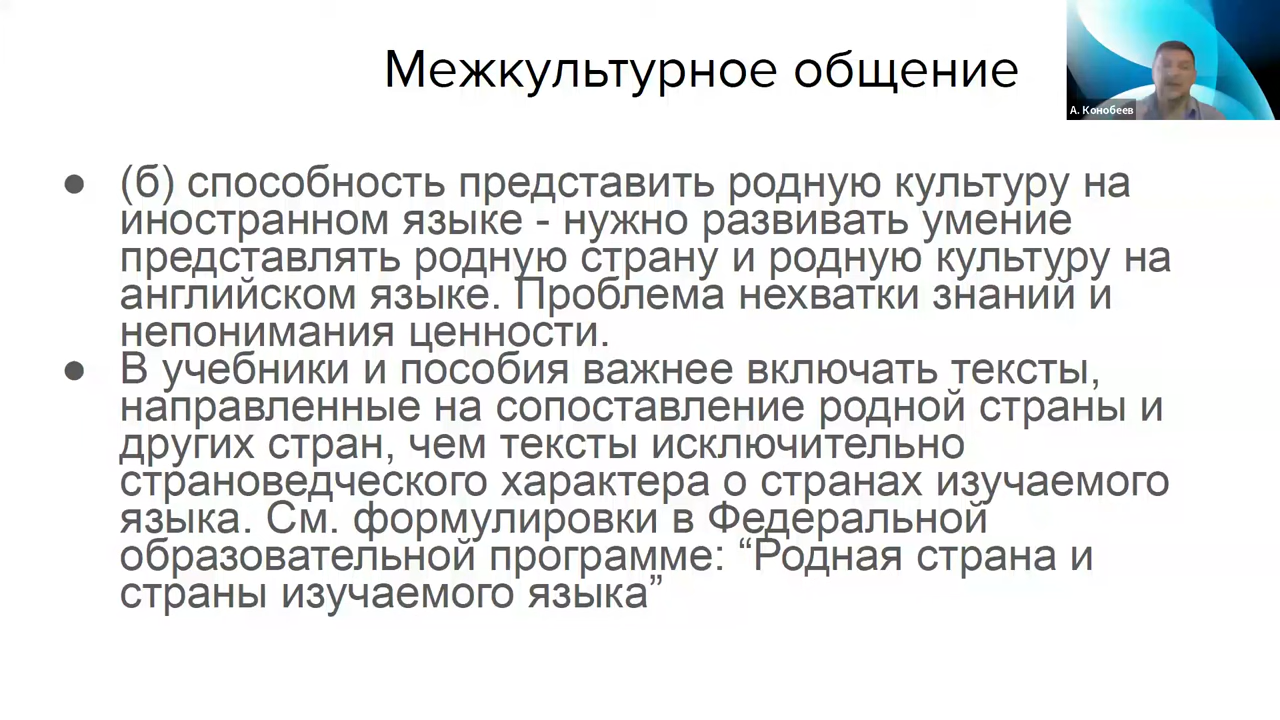 Межкультурное общение
А. Конобеев
● (б) способность представить родную культуру на
иностранном языке - нужно развивать умение
представлять родную страну и родную культуру на
английском языке. Проблема нехватки знаний и
непонимания ценности.
● В учебники и пособия важнее включать тексты,
направленные на сопоставление родной страны и
других стран, чем тексты исключительно
страноведческого характера о странах изучаемого
языка. См. формулировки в Федеральной
образовательной программе: “Родная страна и
страны изучаемого языка”